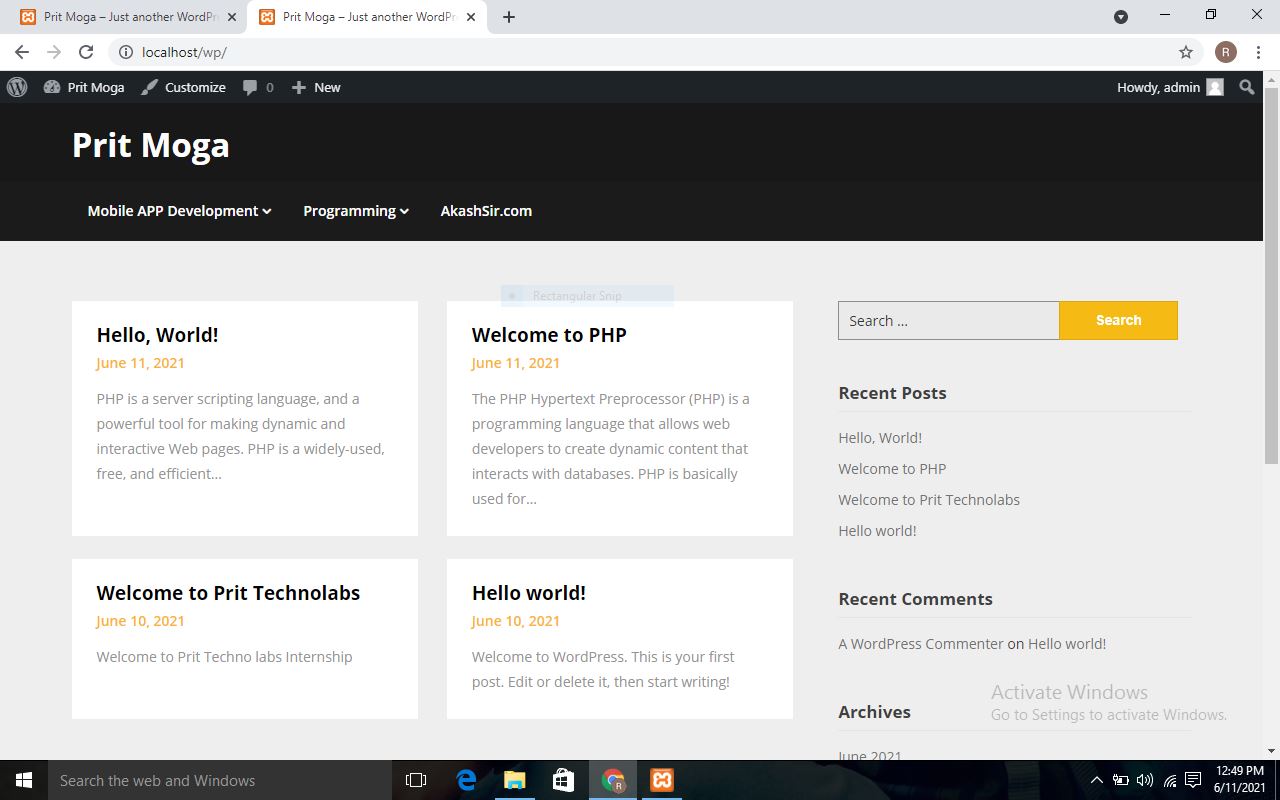 Prit Moga – Just another WordPr
Prit Moga – Just another WordPr
localhost/wp/
R
Prit Moga
Customize
0
New
Howdy, admin
Prit Moga
Mobile APP Development
Programming
AkashSir.com
Rectangular Snip
Hello, World!
June 11, 2021
PHP is a server scripting language, and a
powerful tool for making dynamic and
interactive Web pages. PHP is a widely-used,
free, and efficient…
Welcome to PHP
June 11, 2021
The PHP Hypertext Preprocessor (PHP) is a
programming language that allows web
developers to create dynamic content that
interacts with databases. PHP is basically
used for…
Welcome to Prit Technolabs
June 10, 2021
Welcome to Prit Techno labs Internship
Hello world!
June 10, 2021
Welcome to WordPress. This is your first
post. Edit or delete it, then start writing!
Search …
Search
Recent Posts
Hello, World!
Welcome to PHP
Welcome to Prit Technolabs
Hello world!
Recent Comments
A WordPress Commenter on Hello world!
Archives
June 2021
Activate Windows
Go to Settings to activate Windows.
Search the web and Windows
R
12:49 PM
6/11/2021